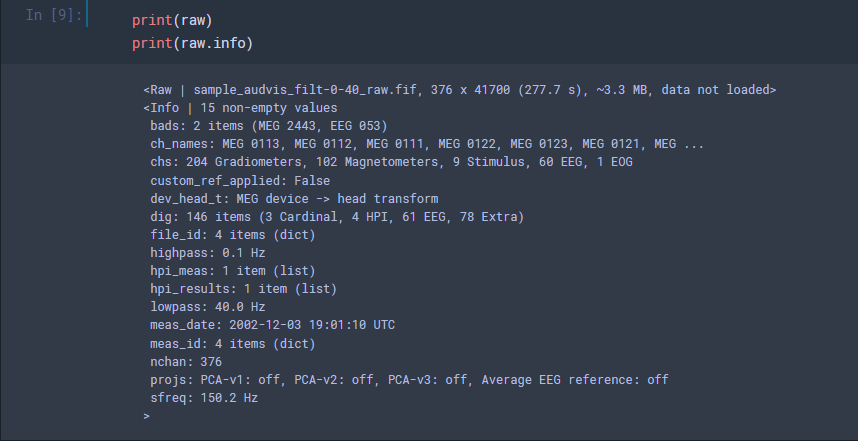 In [9]:
print(raw)
print(raw.info)
<Raw | sample_audvis_filt-0-40_raw.fif, 376 x 41700 (277.7 s), ~3.3 MB, data not loaded>
<Info | 15 non-empty values
bads: 2 items (MEG 2443, EEG 053)
ch_names: MEG 0113, MEG 0112, MEG 0111, MEG 0122, MEG 0123, MEG 0121, MEG ...
chs: 204 Gradiometers, 102 Magnetometers, 9 Stimulus, 60 EEG, 1 EOG
custom_ref_applied: False
dev_head_t: MEG device -> head transform
dig: 146 items (3 Cardinal, 4 HPI, 61 EEG, 78 Extra)
file_id: 4 items (dict)
highpass: 0.1 Hz
hpi_meas: 1 item (list)
hpi_results: 1 item (list)
lowpass: 40.0 Hz
meas_date: 2002-12-03 19:01:10 UTC
meas_id: 4 items (dict)
nchan: 376
projs: PCA-v1: off, PCA-v2: off, PCA-v3: off, Average EEG reference: off
sfreq: 150.2 Hz
>